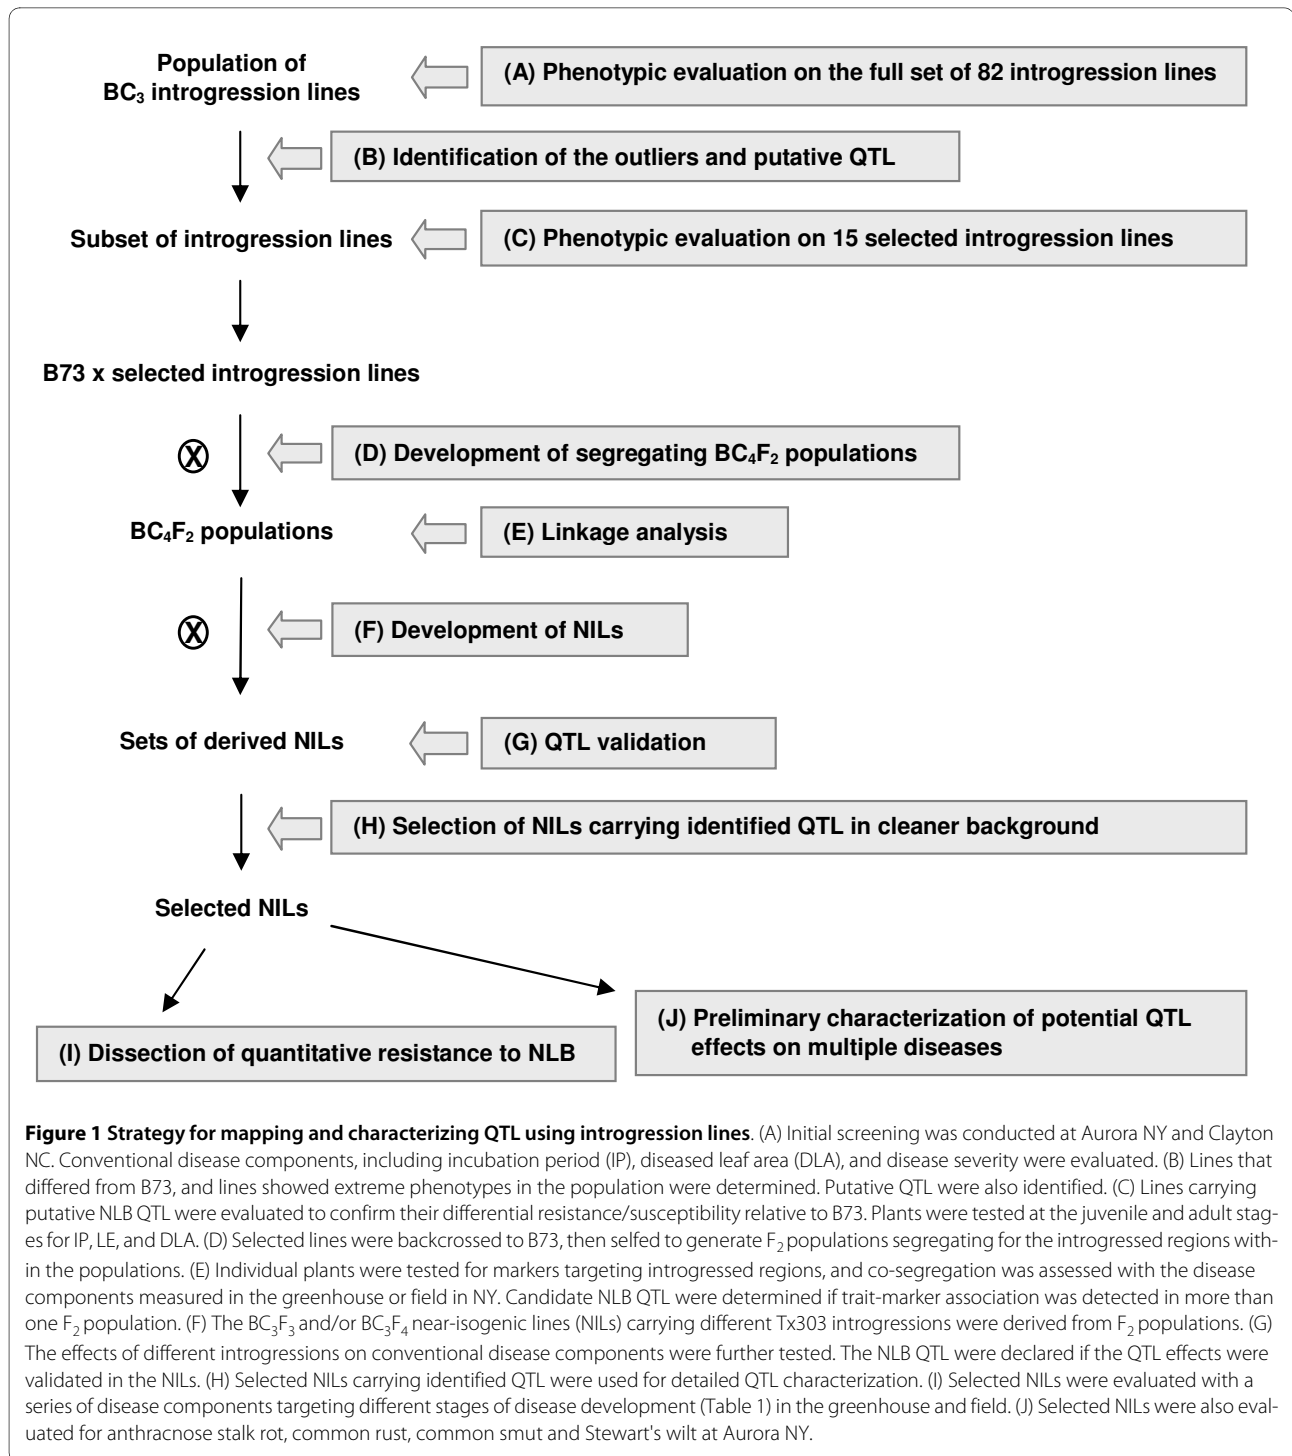 Population of
BC₃ introgression lines
(A) Phenotypic evaluation on the full set of 82 introgression lines
(B) Identification of the outliers and putative QTL
Subset of introgression lines
(C) Phenotypic evaluation on 15 selected introgression lines
B73 x selected introgression lines
X
(D) Development of segregating BC₄F₂ populations
BC₄F₂ populations
(E) Linkage analysis
X
(F) Development of NILs
Sets of derived NILs
(G) QTL validation
(H) Selection of NILs carrying identified QTL in cleaner background
Selected NILs
(I) Dissection of quantitative resistance to NLB
(J) Preliminary characterization of potential QTL
effects on multiple diseases
Figure 1 Strategy for mapping and characterizing QTL using introgression lines. (A) Initial screening was conducted at Aurora NY and Clayton
NC. Conventional disease components, including incubation period (IP), diseased leaf area (DLA), and disease severity were evaluated. (B) Lines that
differed from B73, and lines showed extreme phenotypes in the population were determined. Putative QTL were also identified. (C) Lines carrying
putative NLB QTL were evaluated to confirm their differential resistance/susceptibility relative to B73. Plants were tested at the juvenile and adult stag-
es for IP, LE, and DLA. (D) Selected lines were backcrossed to B73, then selfed to generate F₂ populations segregating for the introgressed regions with-
in the populations. (E) Individual plants were tested for markers targeting introgressed regions, and co-segregation was assessed with the disease
components measured in the greenhouse or field in NY. Candidate NLB QTL were determined if trait-marker association was detected in more than
one F₂ population. (F) The BC₃F₃ and/or BC₃F₄ near-isogenic lines (NILs) carrying different Tx303 introgressions were derived from F₂ populations. (G)
The effects of different introgressions on conventional disease components were further tested. The NLB QTL were declared if the QTL effects were
validated in the NILs. (H) Selected NILs carrying identified QTL were used for detailed QTL characterization. (I) Selected NILs were evaluated with a
series of disease components targeting different stages of disease development (Table 1) in the greenhouse and field. (J) Selected NILs were also eval-
uated for anthracnose stalk rot, common rust, common smut and Stewart's wilt at Aurora NY.